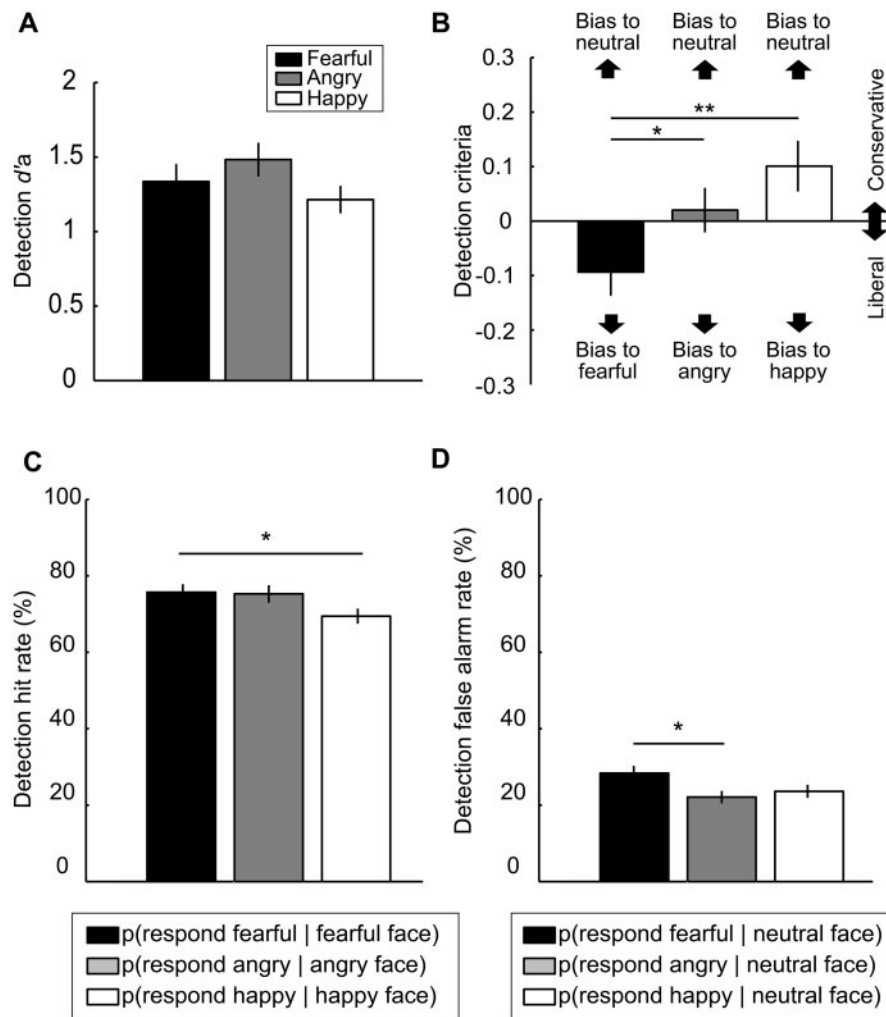 A
Fearful
Angry
Happy
2
1.5
1
0.5
0
Detection d'a
B
Bias to neutral
Bias to neutral
Bias to neutral
0.3
0.2
0.1
0
-0.1
-0.2
-0.3
Detection criteria
**
*
Conservative
Liberal
Bias to fearful
Bias to angry
Bias to happy
C
100
80
60
40
20
0
Detection hit rate (%)
*
p(respond fearful | fearful face)
p(respond angry | angry face)
p(respond happy | happy face)
D
100
80
60
40
20
0
Detection false alarm rate (%)
*
p(respond fearful | neutral face)
p(respond angry | neutral face)
p(respond happy | neutral face)